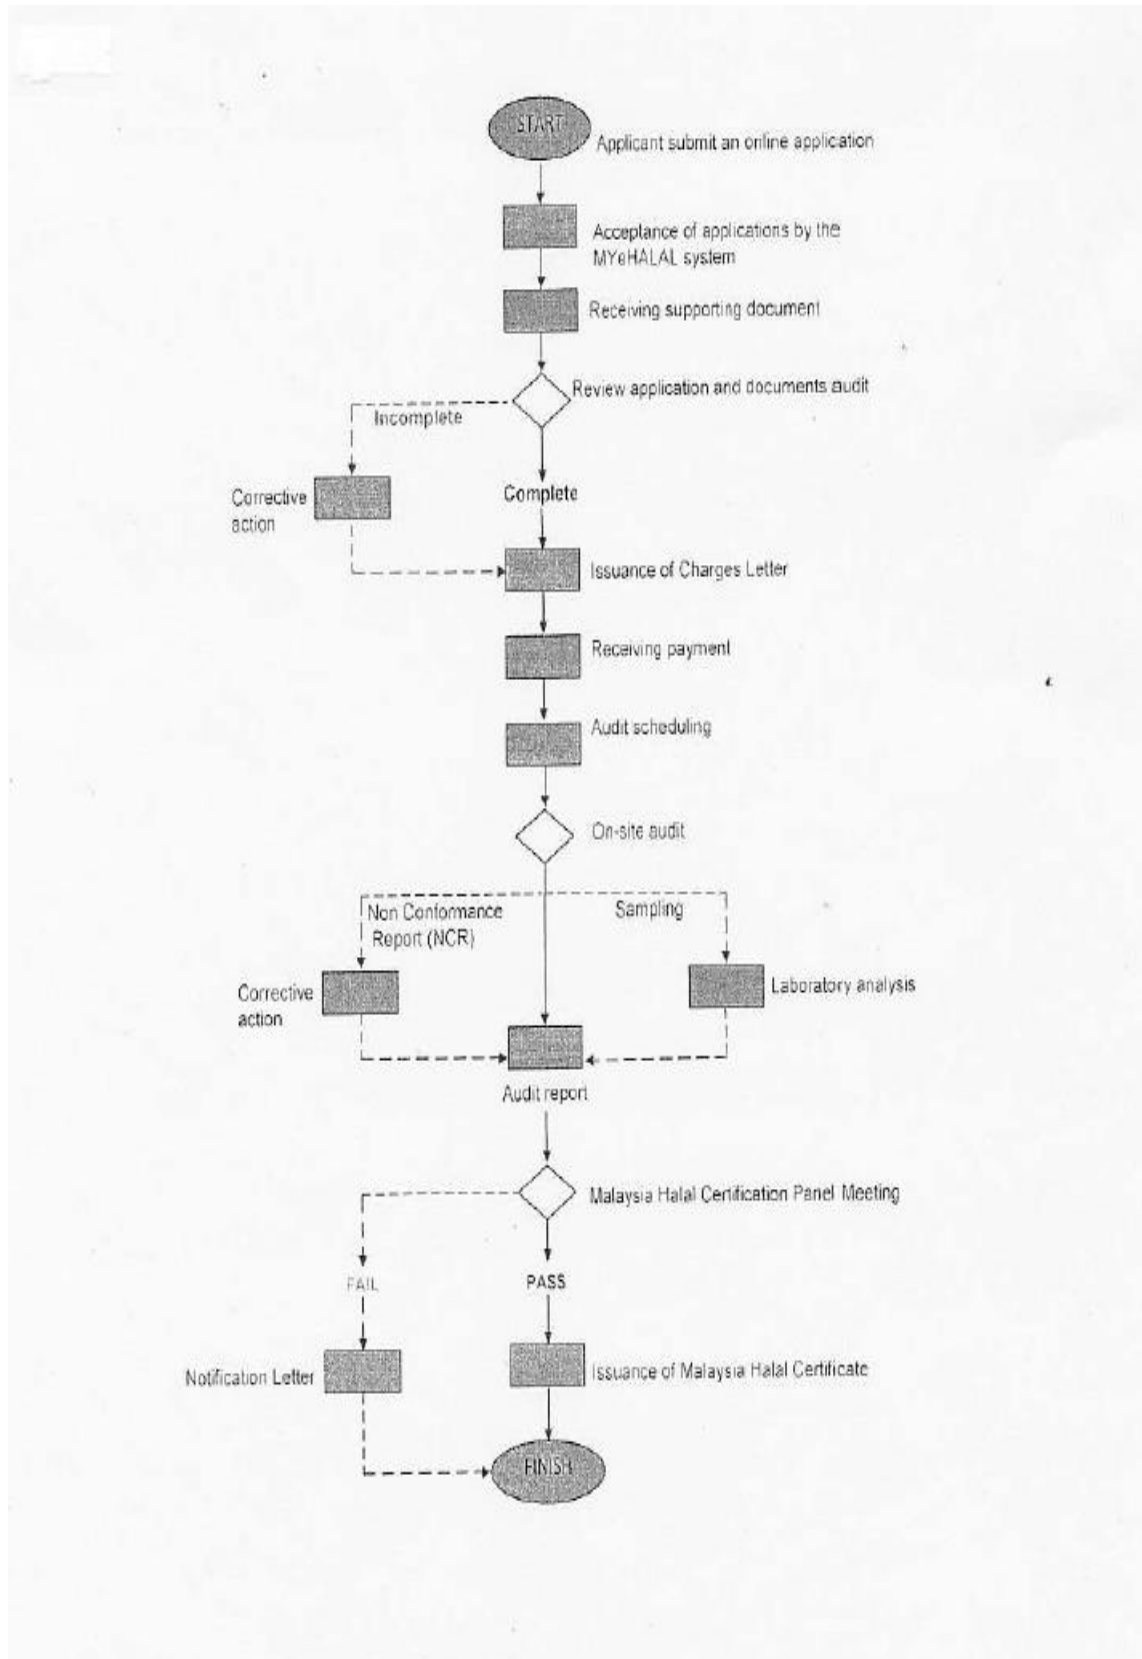 START
Applicant submit an online application
Acceptance of applications by the
MYeHALAL system
Receiving supporting document
Review application and documents audit
Incomplete
Corrective
action
Complete
Issuance of Charges Letter
Receiving payment
Audit scheduling
On-site audit
Non Conformance
Report (NCR)
Sampling
Corrective
action
Laboratory analysis
Audit report
Malaysia Halal Certification Panel Meeting
FAIL
PASS
Notification Letter
Issuance of Malaysia Halal Certificate
FINISH